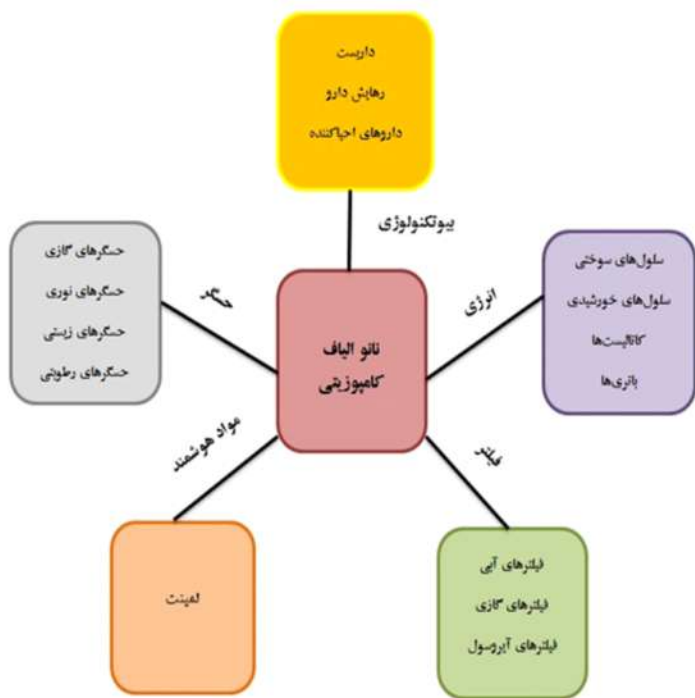 داربست
رهایش دارو
داروهای احیاکننده
بیوتکنولوژی
سلول‌های سوختی
سلول‌های خورشیدی
کاتالیست‌ها
باتری‌ها
انرژی
حسگرهای گازی
حسگرهای نوری
حسگرهای زیستی
حسگرهای رطوبتی
حسگر
نانو الیاف
کامپوزیتی
فیلتر
فیلترهای آبی
فیلترهای گازی
فیلترهای آیروسول
مواد هوشمند
لمینت